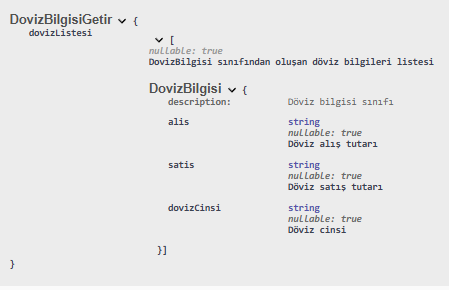 DovizBilgisiGetir {
dovizListesi
[
nullable: true
DovizBilgisi sınıfından oluşan döviz bilgileri listesi
DovizBilgisi {
description: Döviz bilgisi sınıfı
alis string
nullable: true
Döviz alış tutarı
satis string
nullable: true
Döviz satış tutarı
dovizCinsi string
nullable: true
Döviz cinsi
}]
}